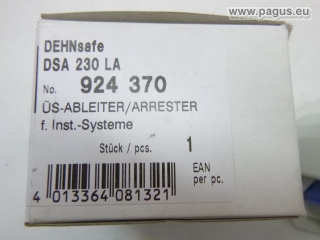 www.pagus.eu
DEHNsafe
DSA 230 LA
No. 924 370
ÜS-ABLEITER/ARRESTER
f. Inst.-Systeme
Stück / pcs. 1
EAN
per pc.
4 013364 081321